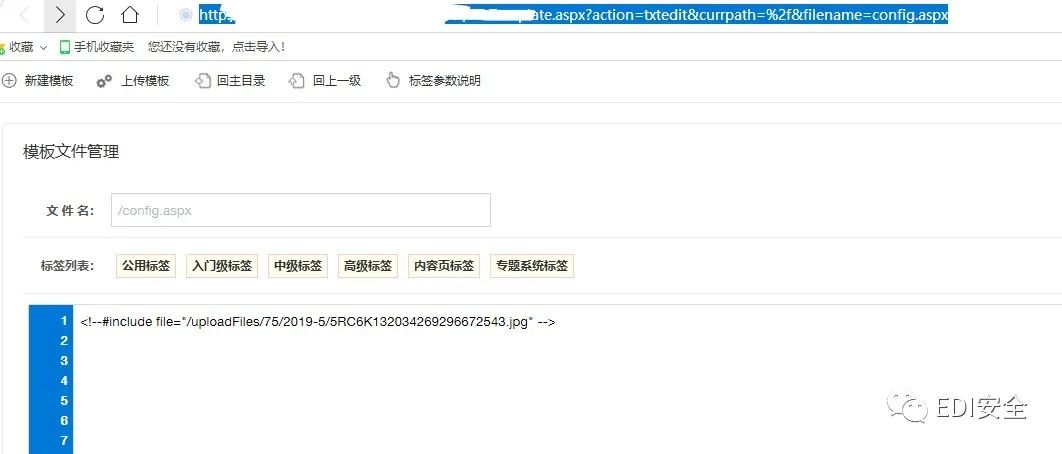 http
plate.aspx?action=txtedit&currpath=%2f&filename=config.aspx
收藏 手机收藏夹 您还没有收藏，点击导入！
新建模板 上传模板 回主目录 回上一级 标签参数说明
模板文件管理
文 件 名： /config.aspx
标签列表： 公用标签 入门级标签 中级标签 高级标签 内容页标签 专题系统标签
1 <!--#include file="/uploadFiles/75/2019-5/5RC6K132034269296672543.jpg" -->
2
3
4
5
6
7
EDI安全